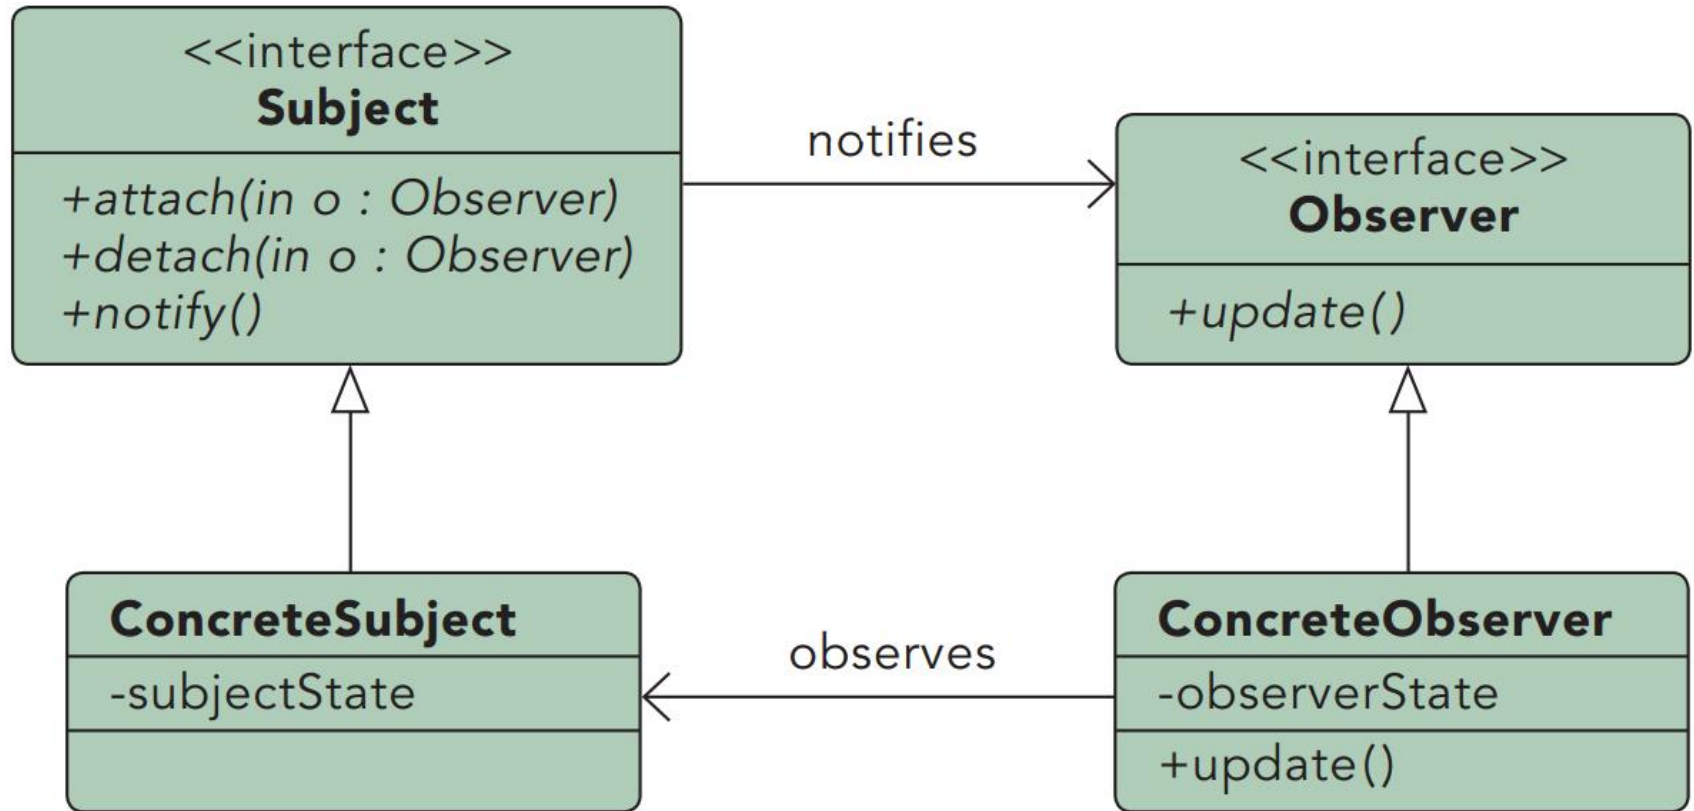 <<interface>>
Subject
+attach(in o : Observer)
+detach(in o : Observer)
+notify()
notifies
<<interface>>
Observer
+update()
ConcreteSubject
-subjectState
observes
ConcreteObserver
-observerState
+update()